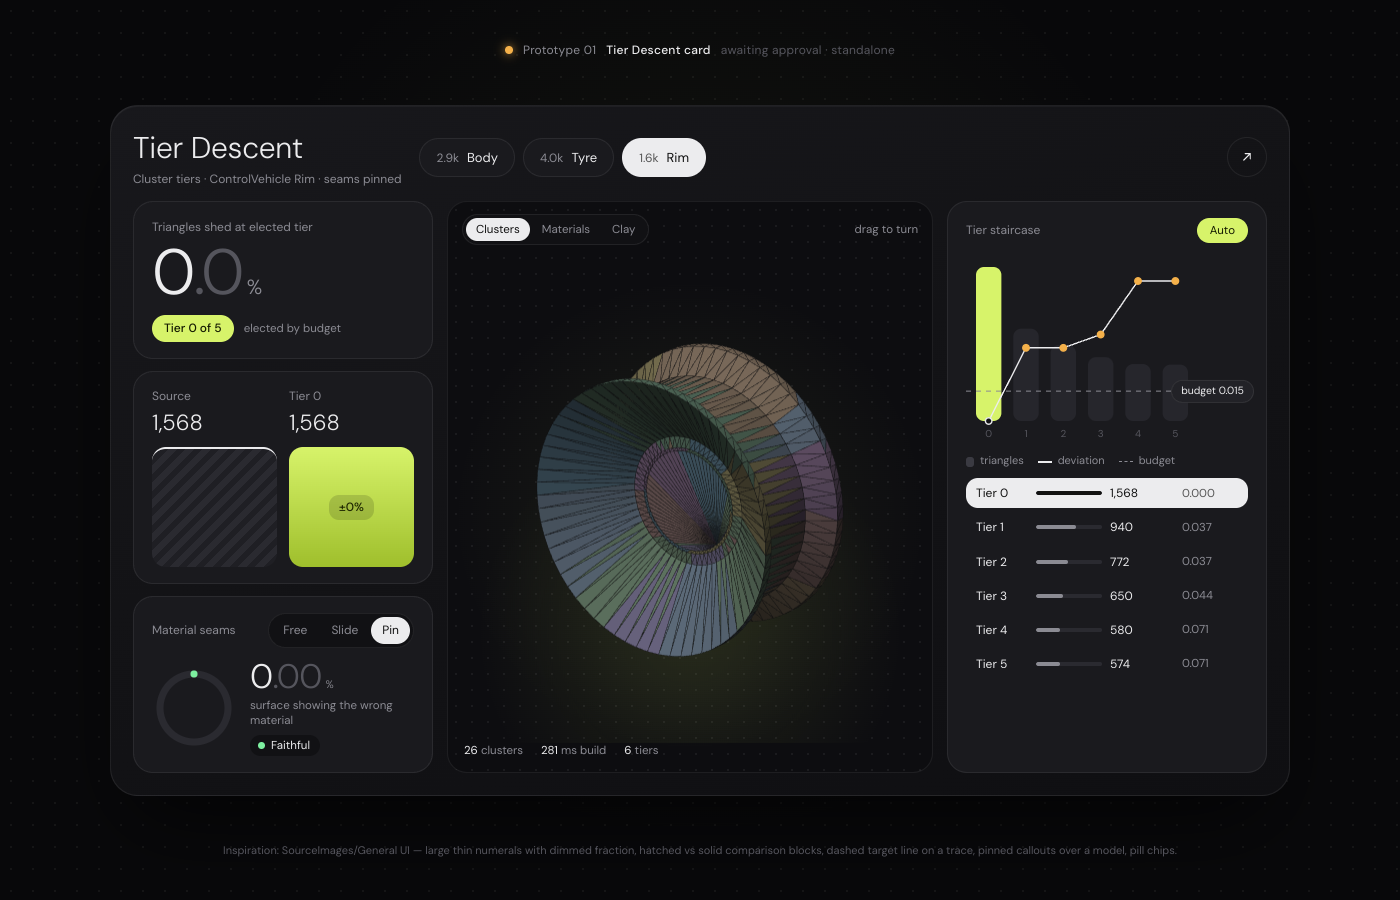 Prototype 01 Tier Descent card awaiting approval · standalone
Tier Descent
Cluster tiers · ControlVehicle Rim · seams pinned
2.9k Body
4.0k Tyre
1.6k Rim
Triangles shed at elected tier
0.0 %
Tier 0 of 5 elected by budget
Source
1,568
Tier 0
1,568
±0%
Material seams
Free Slide Pin
0.00 %
surface showing the wrong
material
Faithful
Clusters Materials Clay
drag to turn
26 clusters 281 ms build 6 tiers
Tier staircase
Auto
budget 0.015
0 1 2 3 4 5
triangles deviation budget
Tier 0 1,568 0.000
Tier 1 940 0.037
Tier 2 772 0.037
Tier 3 650 0.044
Tier 4 580 0.071
Tier 5 574 0.071
Inspiration: SourceImages/General UI — large thin numerals with dimmed fraction, hatched vs solid comparison blocks, dashed target line on a trace, pinned callouts over a model, pill chips.